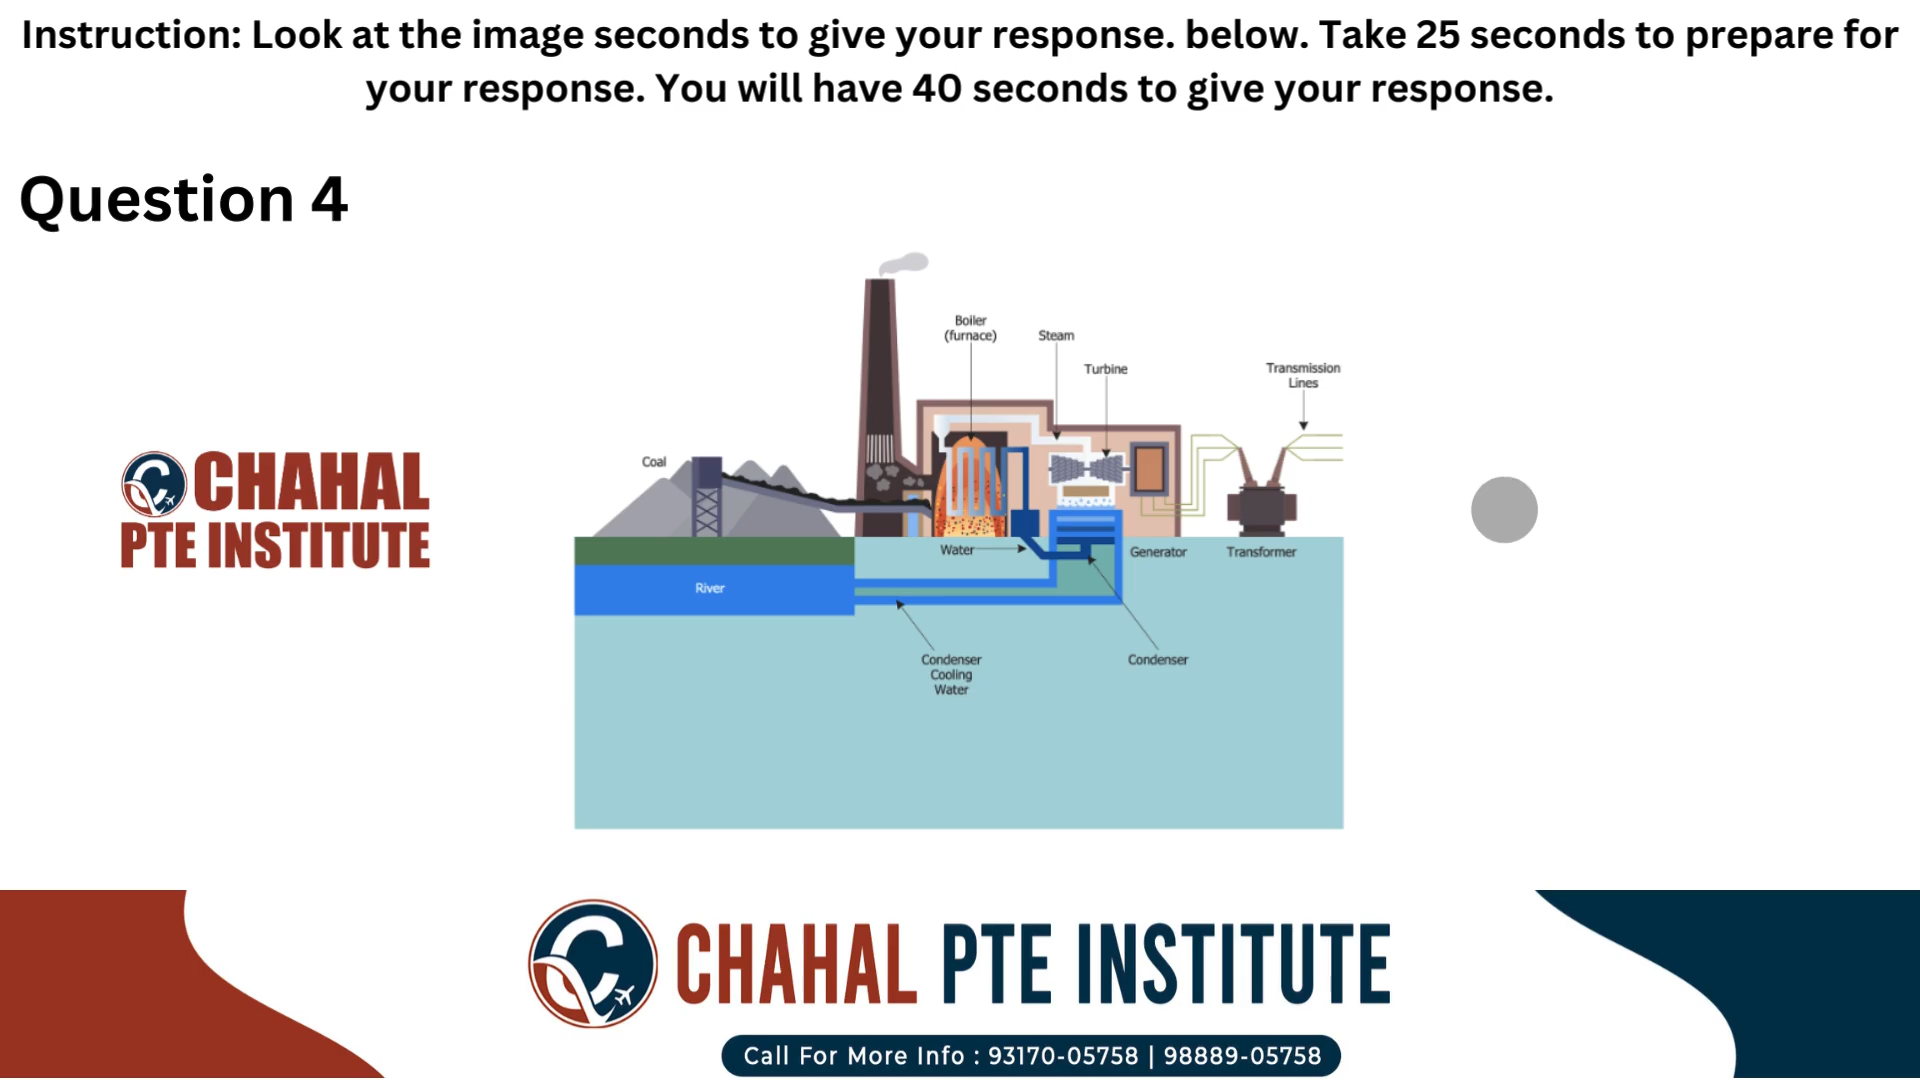 Instruction: Look at the image seconds to give your response. below. Take 25 seconds to prepare for
your response. You will have 40 seconds to give your response.
Question 4
Boiler
(furnace)
Steam
Turbine
Transmission
Lines
Coal
CHAHAL
PTE INSTITUTE
Water
Generator
Transformer
River
Condenser
Cooling
Water
Condenser
CHAHAL PTE INSTITUTE
Call For More Info : 93170-05758 | 98889-05758